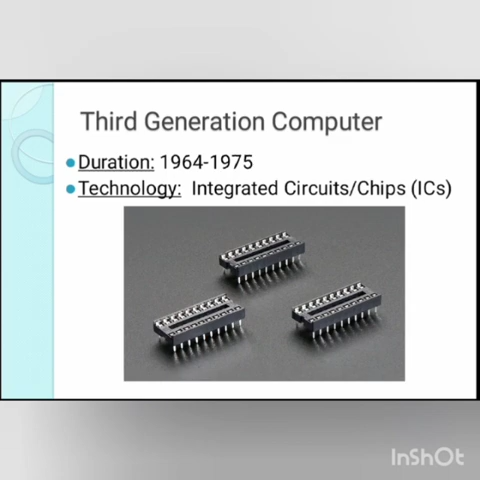 Third Generation Computer
Duration: 1964-1975
Technology: Integrated Circuits/Chips (ICs)
InShOt